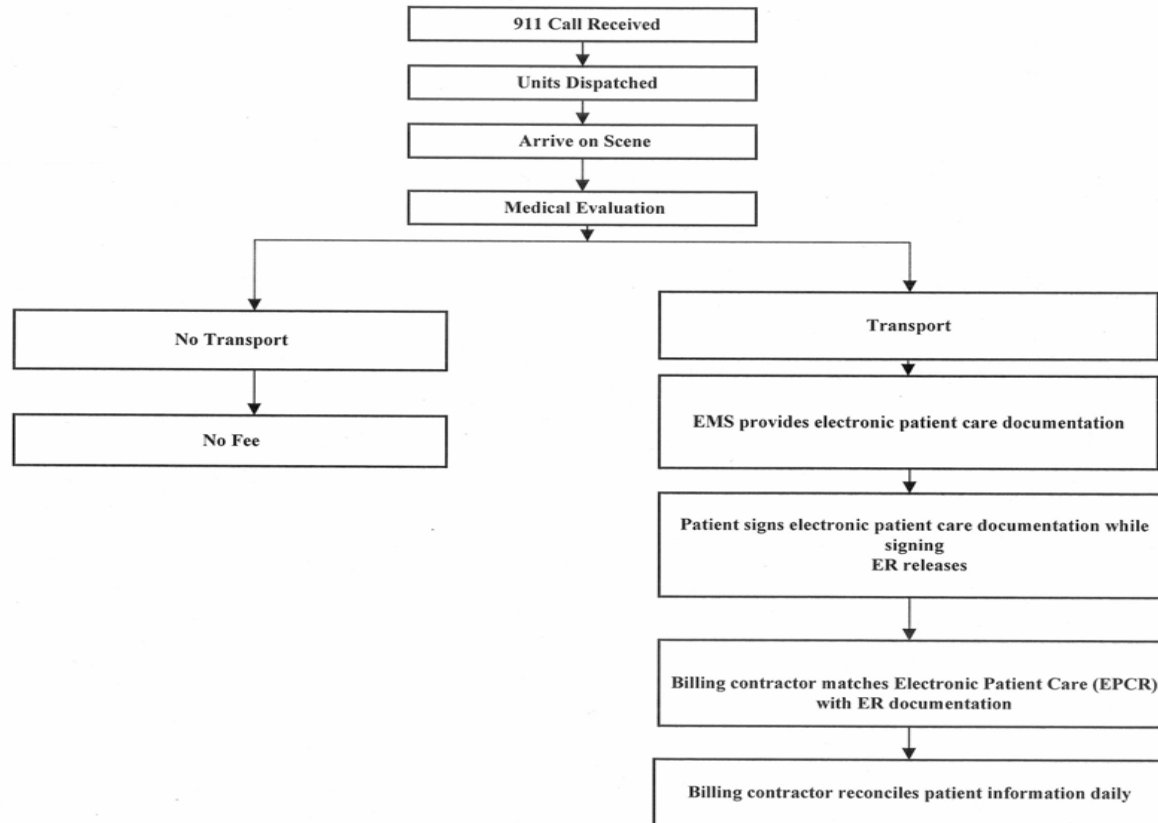 911 Call Received
Units Dispatched
Arrive on Scene
Medical Evaluation
No Transport
No Fee
Transport
EMS provides electronic patient care documentation
Patient signs electronic patient care documentation while
signing
ER releases
Billing contractor matches Electronic Patient Care (EPCR)
with ER documentation
Billing contractor reconciles patient information daily